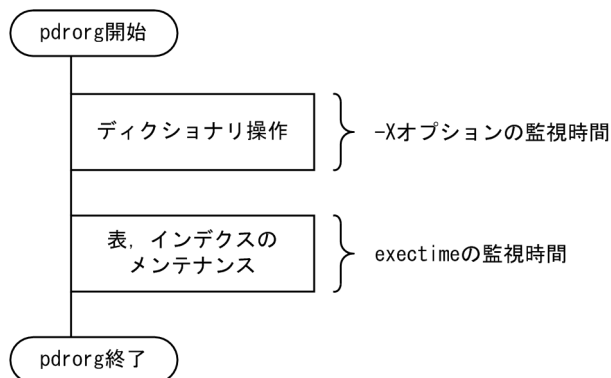 pdrorg開始
ディクショナリ操作
-Xオプションの監視時間
表，インデクスの
メンテナンス
exectimeの監視時間
pdrorg終了